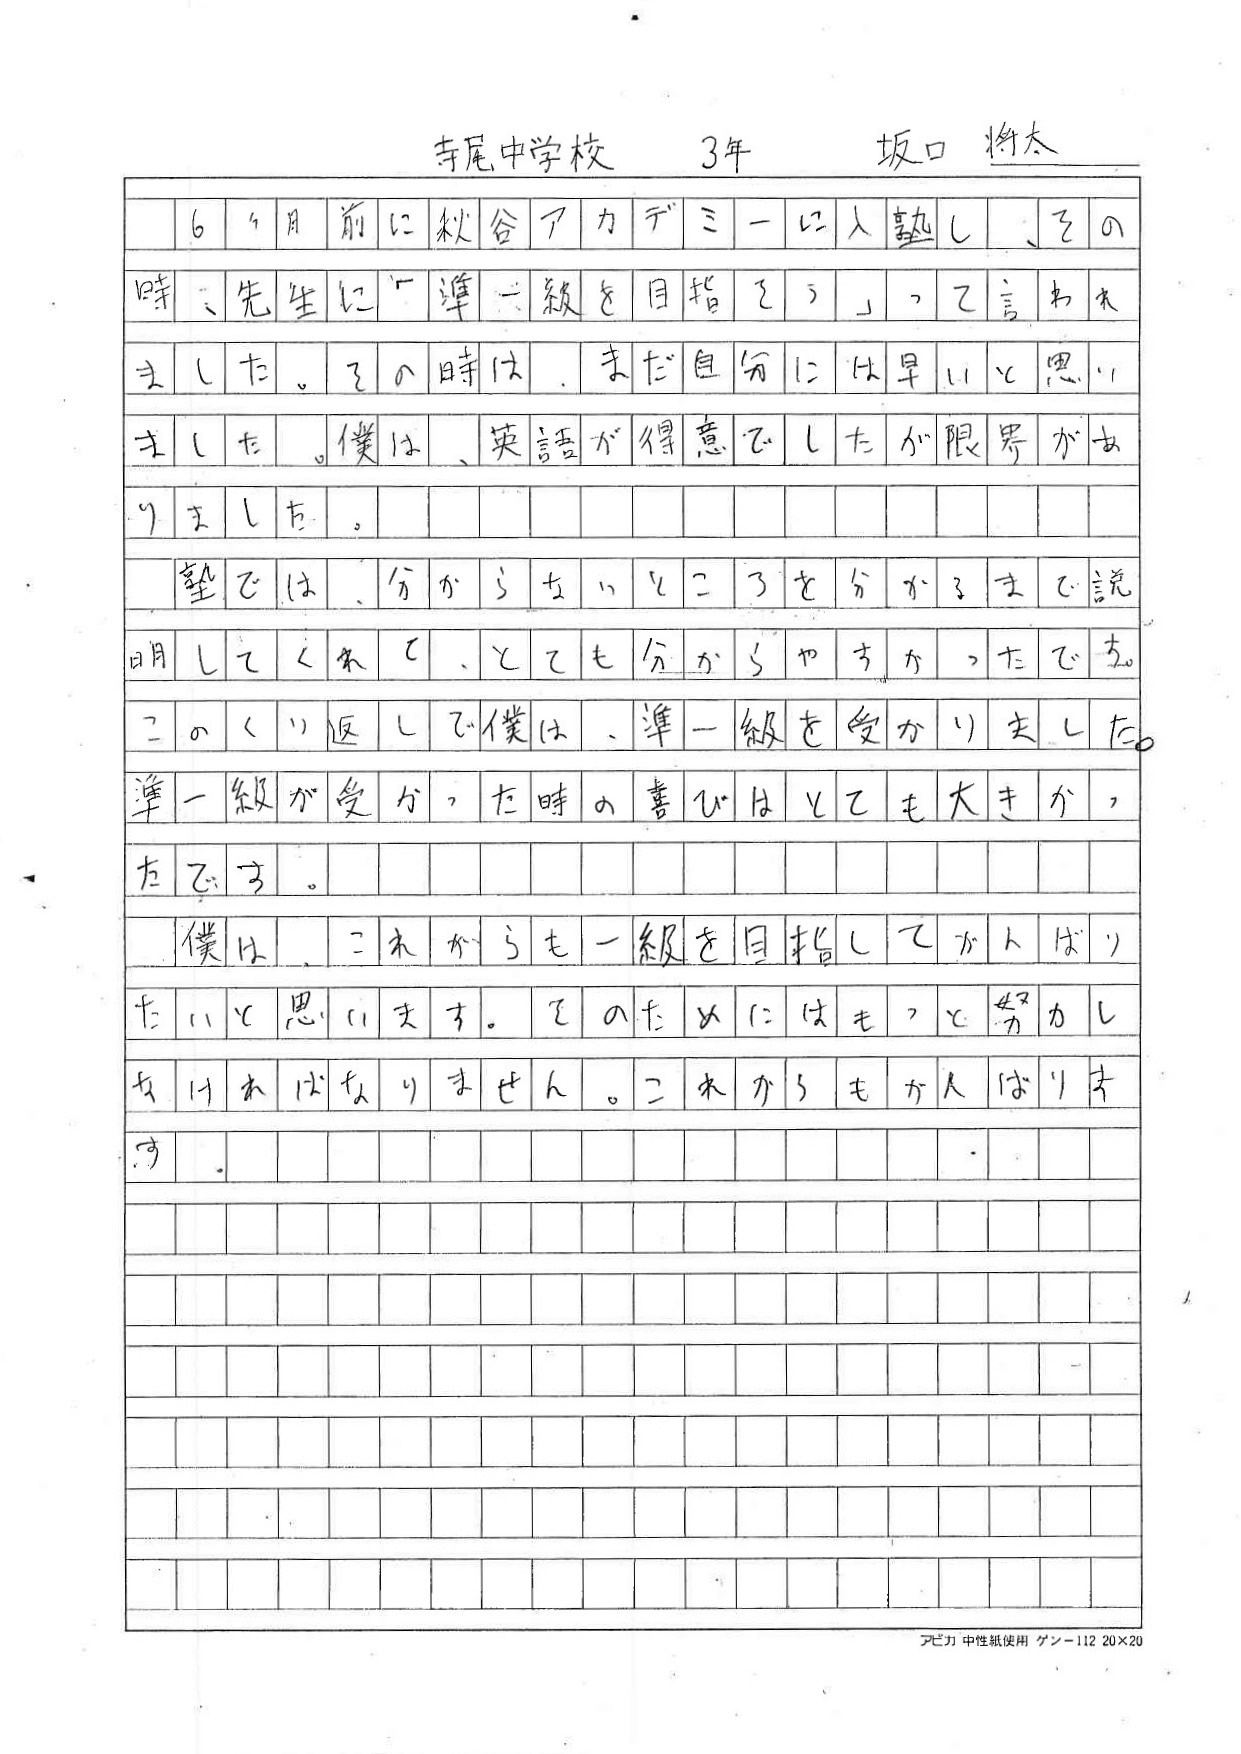 寺尾中学校 3年 坂口 将太
6ヶ月前に秋谷アカデミーに入塾し、その
時、先生に「準一級を目指そう」って言われ
ました。その時は、まだ自分には早いと思い
ました。僕は、英語が得意でしたが限界があ
りました。
塾では、分からないところを分かるまで説
明してくれて、とても分からやすかったです。
このくり返しで僕は、準一級を受かりました。
準一級が受かった時の喜びはとても大きかっ
たです。
僕は、これからも一級を目指してがんばり
たいと思います。そのためにはもっと努力し
なければなりません。これからもがんばりま
す。
アピカ 中性紙使用 ゲンー112 20×20